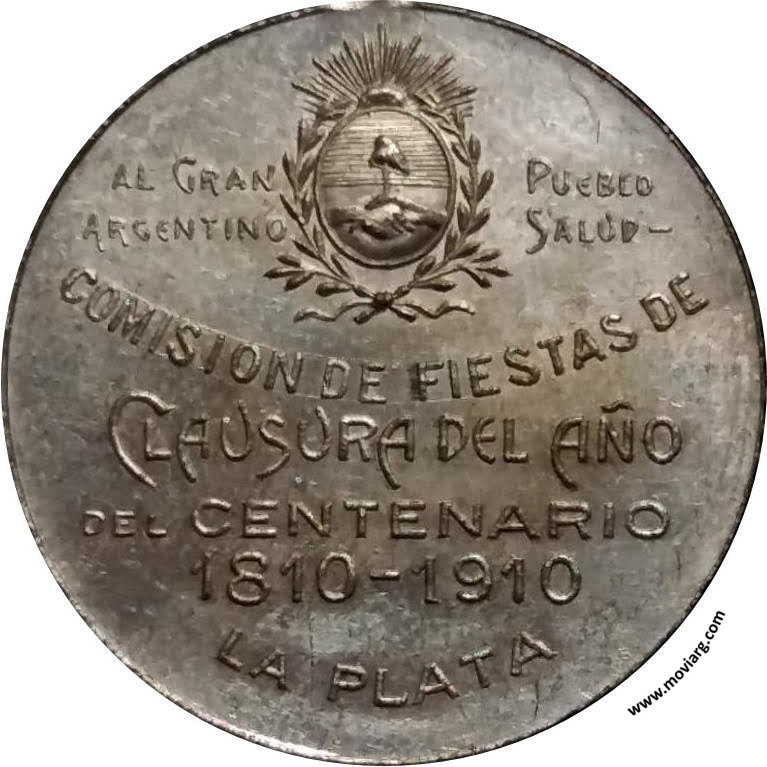 AL GRAN PUEBLO
ARGENTINO SALÚD-
COMISION DE FIESTAS DE
CLAUSURA DEL AÑO
DEL CENTENARIO
1810-1910
LA PLATA
www.moviarg.com